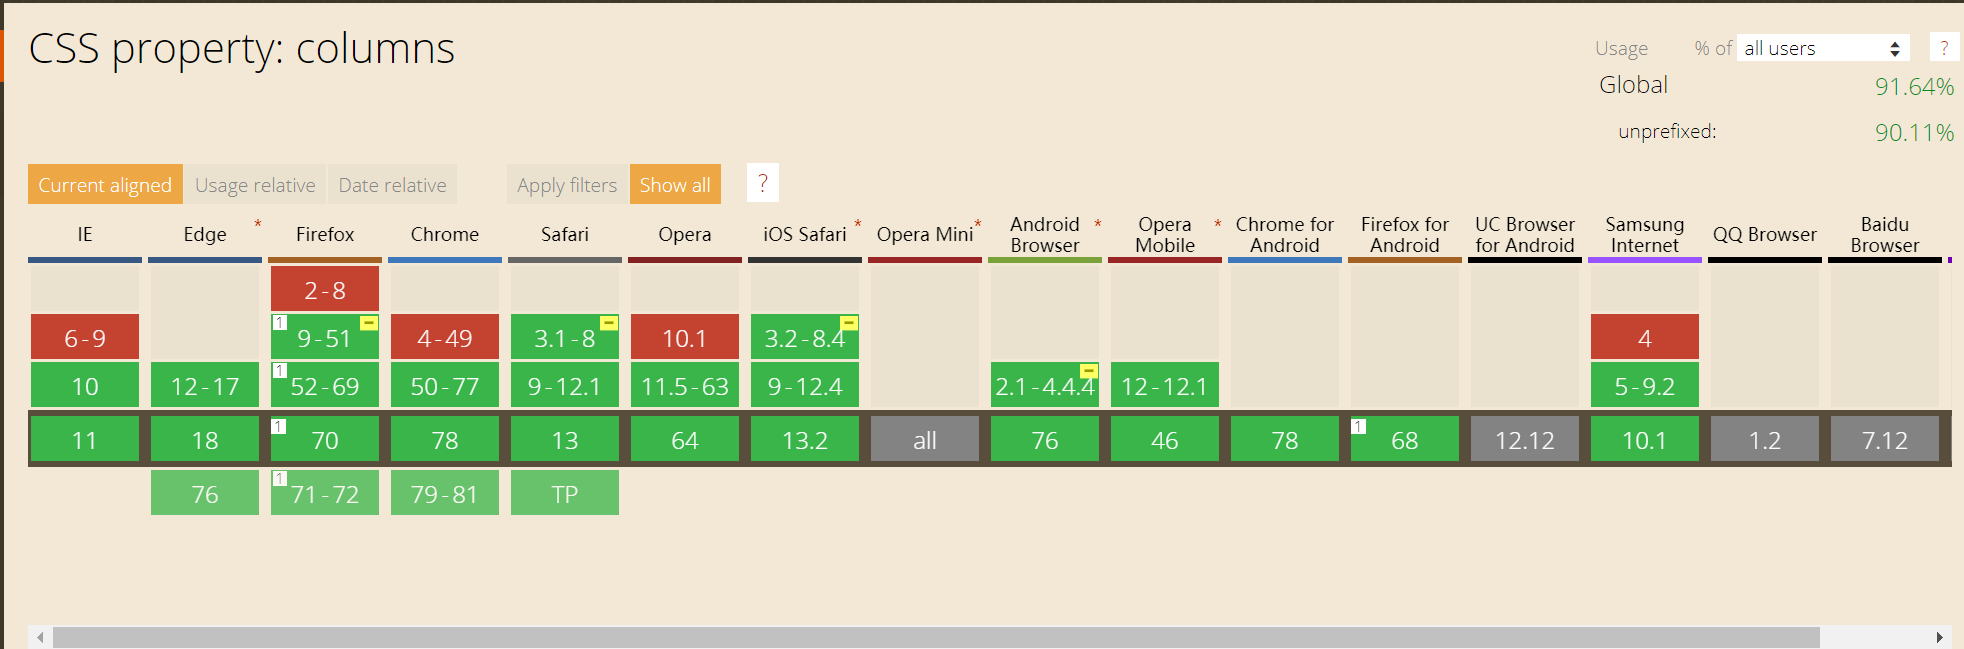 CSS property: columns
Usage % of all users ?
Global 91.64%
unprefixed: 90.11%
Current aligned Usage relative Date relative Apply filters Show all ?
IE Edge * Firefox Chrome Safari Opera iOS Safari * Opera Mini * Android Browser * Opera Mobile * Chrome for Android Firefox for Android UC Browser for Android Samsung Internet QQ Browser Baidu Browser
2-8
6-9 1 9-51 4-49 3.1-8 10.1 3.2-8.4 4
10 12-17 1 52-69 50-77 9-12.1 11.5-63 9-12.4 2.1-4.4.4 12-12.1 5-9.2
11 18 1 70 78 13 64 13.2 all 76 46 78 1 68 12.12 10.1 1.2 7.12
76 1 71-72 79-81 TP